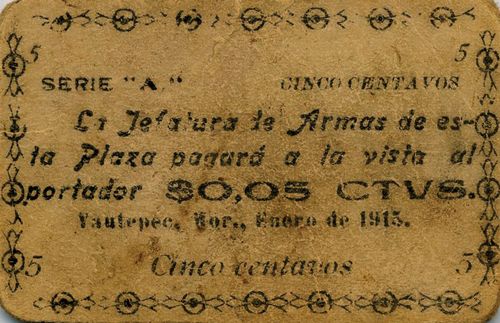 5 5
SERIE "A." CINCO CENTAVOS
La Jefatura de Armas de es-
ta Plaza pagará a la vista al
portador $0,05 CTVS.
Yautepec, Mor., Enero de 1915.
5 Cinco centavos 5